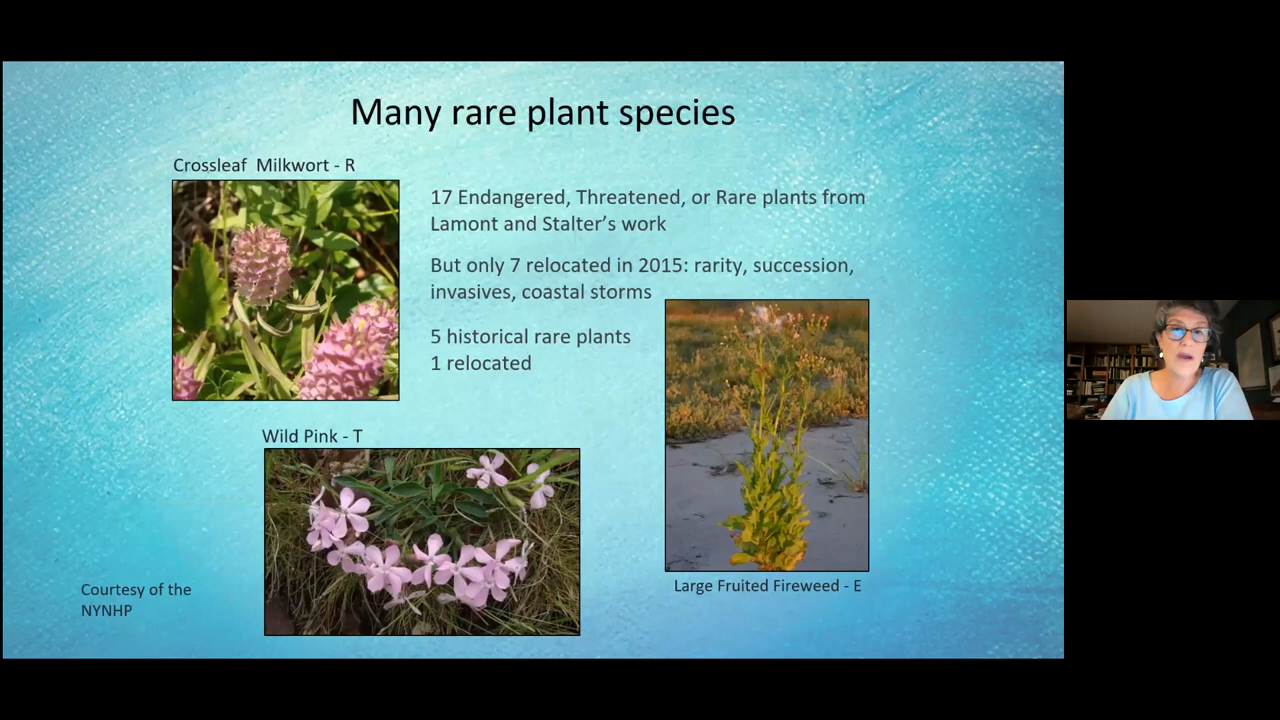 Many rare plant species
Crossleaf Milkwort - R
17 Endangered, Threatened, or Rare plants from
Lamont and Stalter's work
But only 7 relocated in 2015: rarity, succession,
invasives, coastal storms
5 historical rare plants
1 relocated
Wild Pink - T
Large Fruited Fireweed - E
Courtesy of the
NYNHP